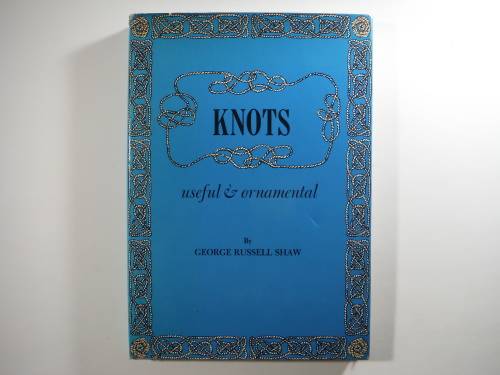 KNOTS
useful & ornamental
By
GEORGE RUSSELL SHAW